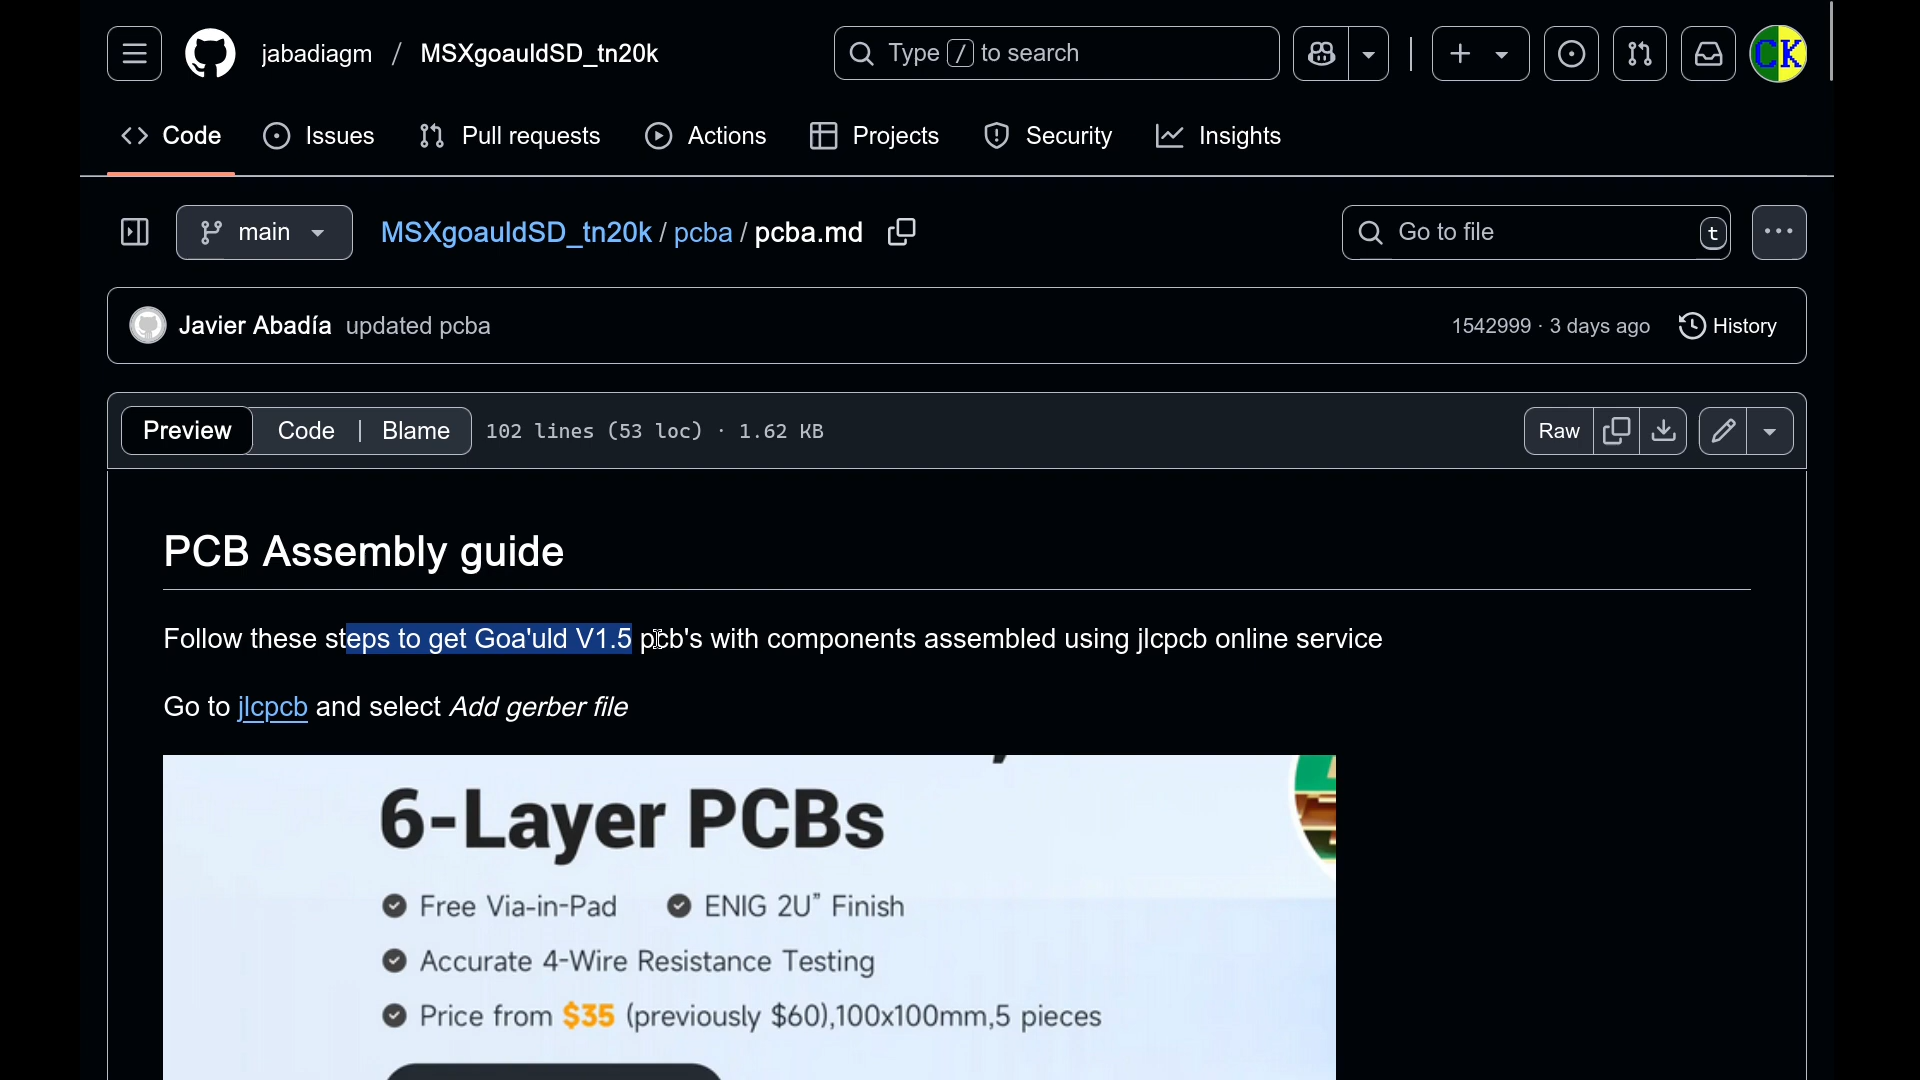 jabadiagm / MSXgoauldSD_tn20k
Type / to search
CK
Code Issues Pull requests Actions Projects Security Insights
main MSXgoauldSD_tn20k / pcba / pcba.md
Go to file t
Javier Abadía updated pcba
1542999 · 3 days ago History
Preview Code | Blame 102 lines (53 loc) · 1.62 KB
Raw
PCB Assembly guide
Follow these steps to get Goa'uld V1.5 pcb's with components assembled using jlcpcb online service
Go to jlcpcb and select Add gerber file
6-Layer PCBs
Free Via-in-Pad ENIG 2U” Finish
Accurate 4-Wire Resistance Testing
Price from $35 (previously $60),100x100mm,5 pieces